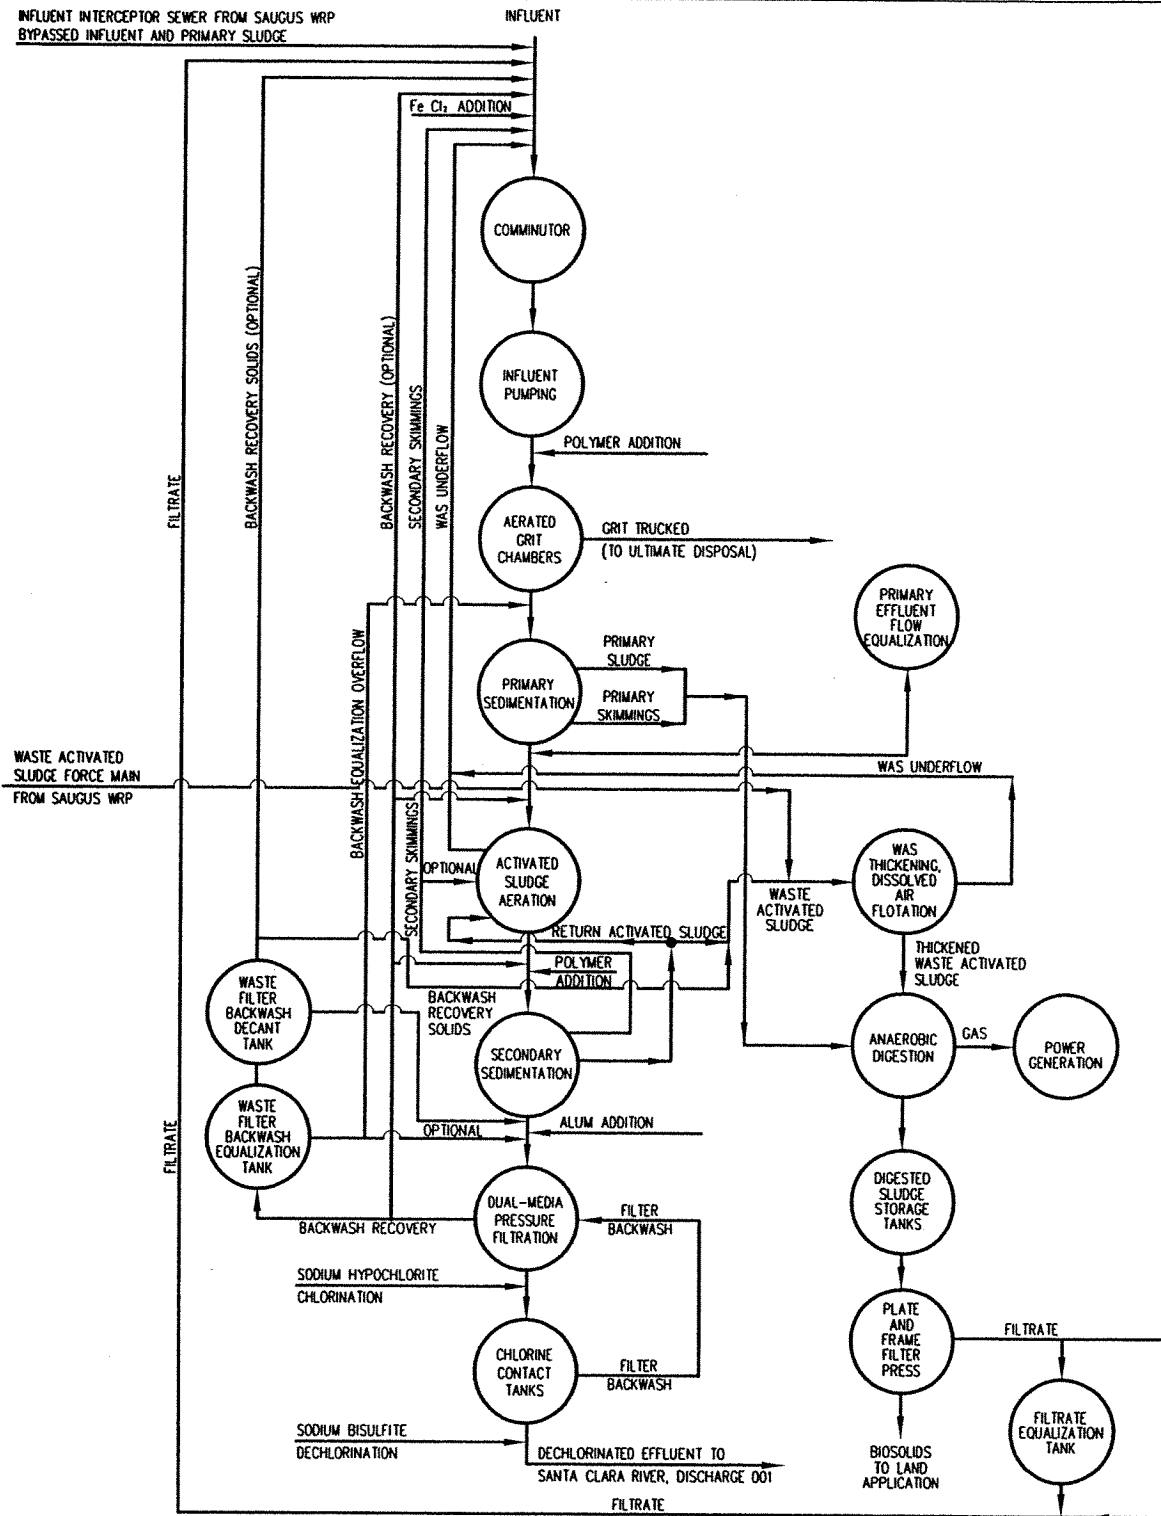 INFLUENT INTERCEPTOR SEWER FROM SAUGUS WRP
BYPASSED INFLUENT AND PRIMARY SLUDGE
INFLUENT
Fe Cl₂ ADDITION
COMMINUTOR
INFLUENT
PUMPING
POLYMER ADDITION
AERATED
GRIT
CHAMBERS
GRIT TRUCKED
(TO ULTIMATE DISPOSAL)
FILTRATE
BACKWASH RECOVERY SOLIDS (OPTIONAL)
BACKWASH RECOVERY (OPTIONAL)
SECONDARY SKIMMINGS
WAS UNDERFLOW
BACKWASH EQUALIZATION OVERFLOW
PRIMARY
EFFLUENT
FLOW
EQUALIZATION
PRIMARY
SLUDGE
PRIMARY
SEDIMENTATION
PRIMARY
SKIMMINGS
WASTE ACTIVATED
SLUDGE FORCE MAIN
FROM SAUGUS WRP
WAS UNDERFLOW
SECONDARY SKIMMINGS
OPTIONAL
ACTIVATED
SLUDGE
AERATION
WAS
THICKENING,
DISSOLVED
AIR
FLOTATION
WASTE
ACTIVATED
SLUDGE
RETURN ACTIVATED SLUDGE
THICKENED
WASTE ACTIVATED
SLUDGE
POLYMER
ADDITION
BACKWASH
RECOVERY
SOLIDS
WASTE
FILTER
BACKWASH
DECANT
TANK
SECONDARY
SEDIMENTATION
ANAEROBIC
DIGESTION
GAS
POWER
GENERATION
WASTE
FILTER
BACKWASH
EQUALIZATION
TANK
OPTIONAL
ALUM ADDITION
FILTRATE
DIGESTED
SLUDGE
STORAGE
TANKS
DUAL-MEDIA
PRESSURE
FILTRATION
BACKWASH RECOVERY
FILTER
BACKWASH
SODIUM HYPOCHLORITE
CHLORINATION
PLATE
AND
FRAME
FILTER
PRESS
FILTRATE
CHLORINE
CONTACT
TANKS
FILTER
BACKWASH
FILTRATE
EQUALIZATION
TANK
SODIUM BISULFITE
DECHLORINATION
DECHLORINATED EFFLUENT TO
SANTA CLARA RIVER, DISCHARGE 001
BIOSOLIDS
TO LAND
APPLICATION
FILTRATE